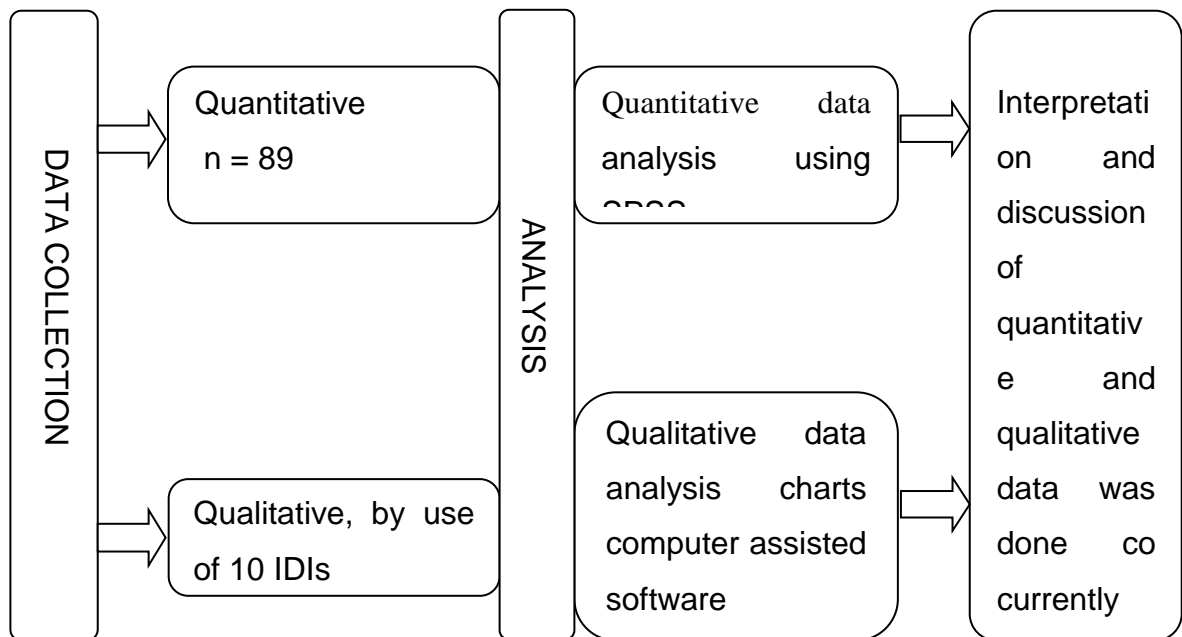 DATA COLLECTION
Quantitative
n = 89
Qualitative, by use
of 10 IDIs
ANALYSIS
Quantitative data
analysis using
Qualitative data
analysis charts
computer assisted
software
Interpretati
on and
discussion
of
quantitativ
e and
qualitative
data was
done co
currently